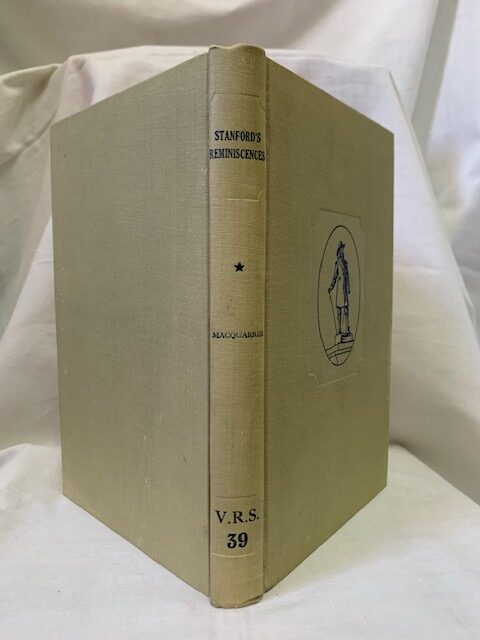 STANFORD'S
REMINISCENCES
MACQUARRIE
V.R.S.
39